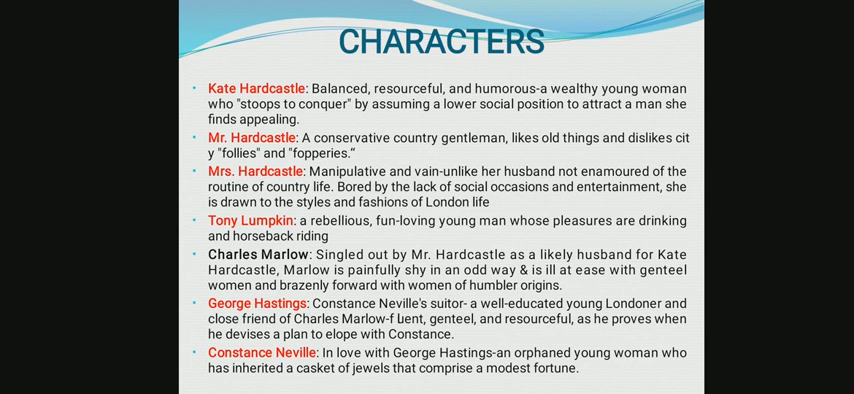 CHARACTERS
• Kate Hardcastle: Balanced, resourceful, and humorous-a wealthy young woman
who "stoops to conquer" by assuming a lower social position to attract a man she
finds appealing.
• Mr. Hardcastle: A conservative country gentleman, likes old things and dislikes cit
y "follies" and "fopperies.“
• Mrs. Hardcastle: Manipulative and vain-unlike her husband not enamoured of the
routine of country life. Bored by the lack of social occasions and entertainment, she
is drawn to the styles and fashions of London life
• Tony Lumpkin: a rebellious, fun-loving young man whose pleasures are drinking
and horseback riding
• Charles Marlow: Singled out by Mr. Hardcastle as a likely husband for Kate
Hardcastle, Marlow is painfully shy in an odd way & is ill at ease with genteel
women and brazenly forward with women of humbler origins.
• George Hastings: Constance Neville's suitor- a well-educated young Londoner and
close friend of Charles Marlow-f luent, genteel, and resourceful, as he proves when
he devises a plan to elope with Constance.
• Constance Neville: In love with George Hastings-an orphaned young woman who
has inherited a casket of jewels that comprise a modest fortune.